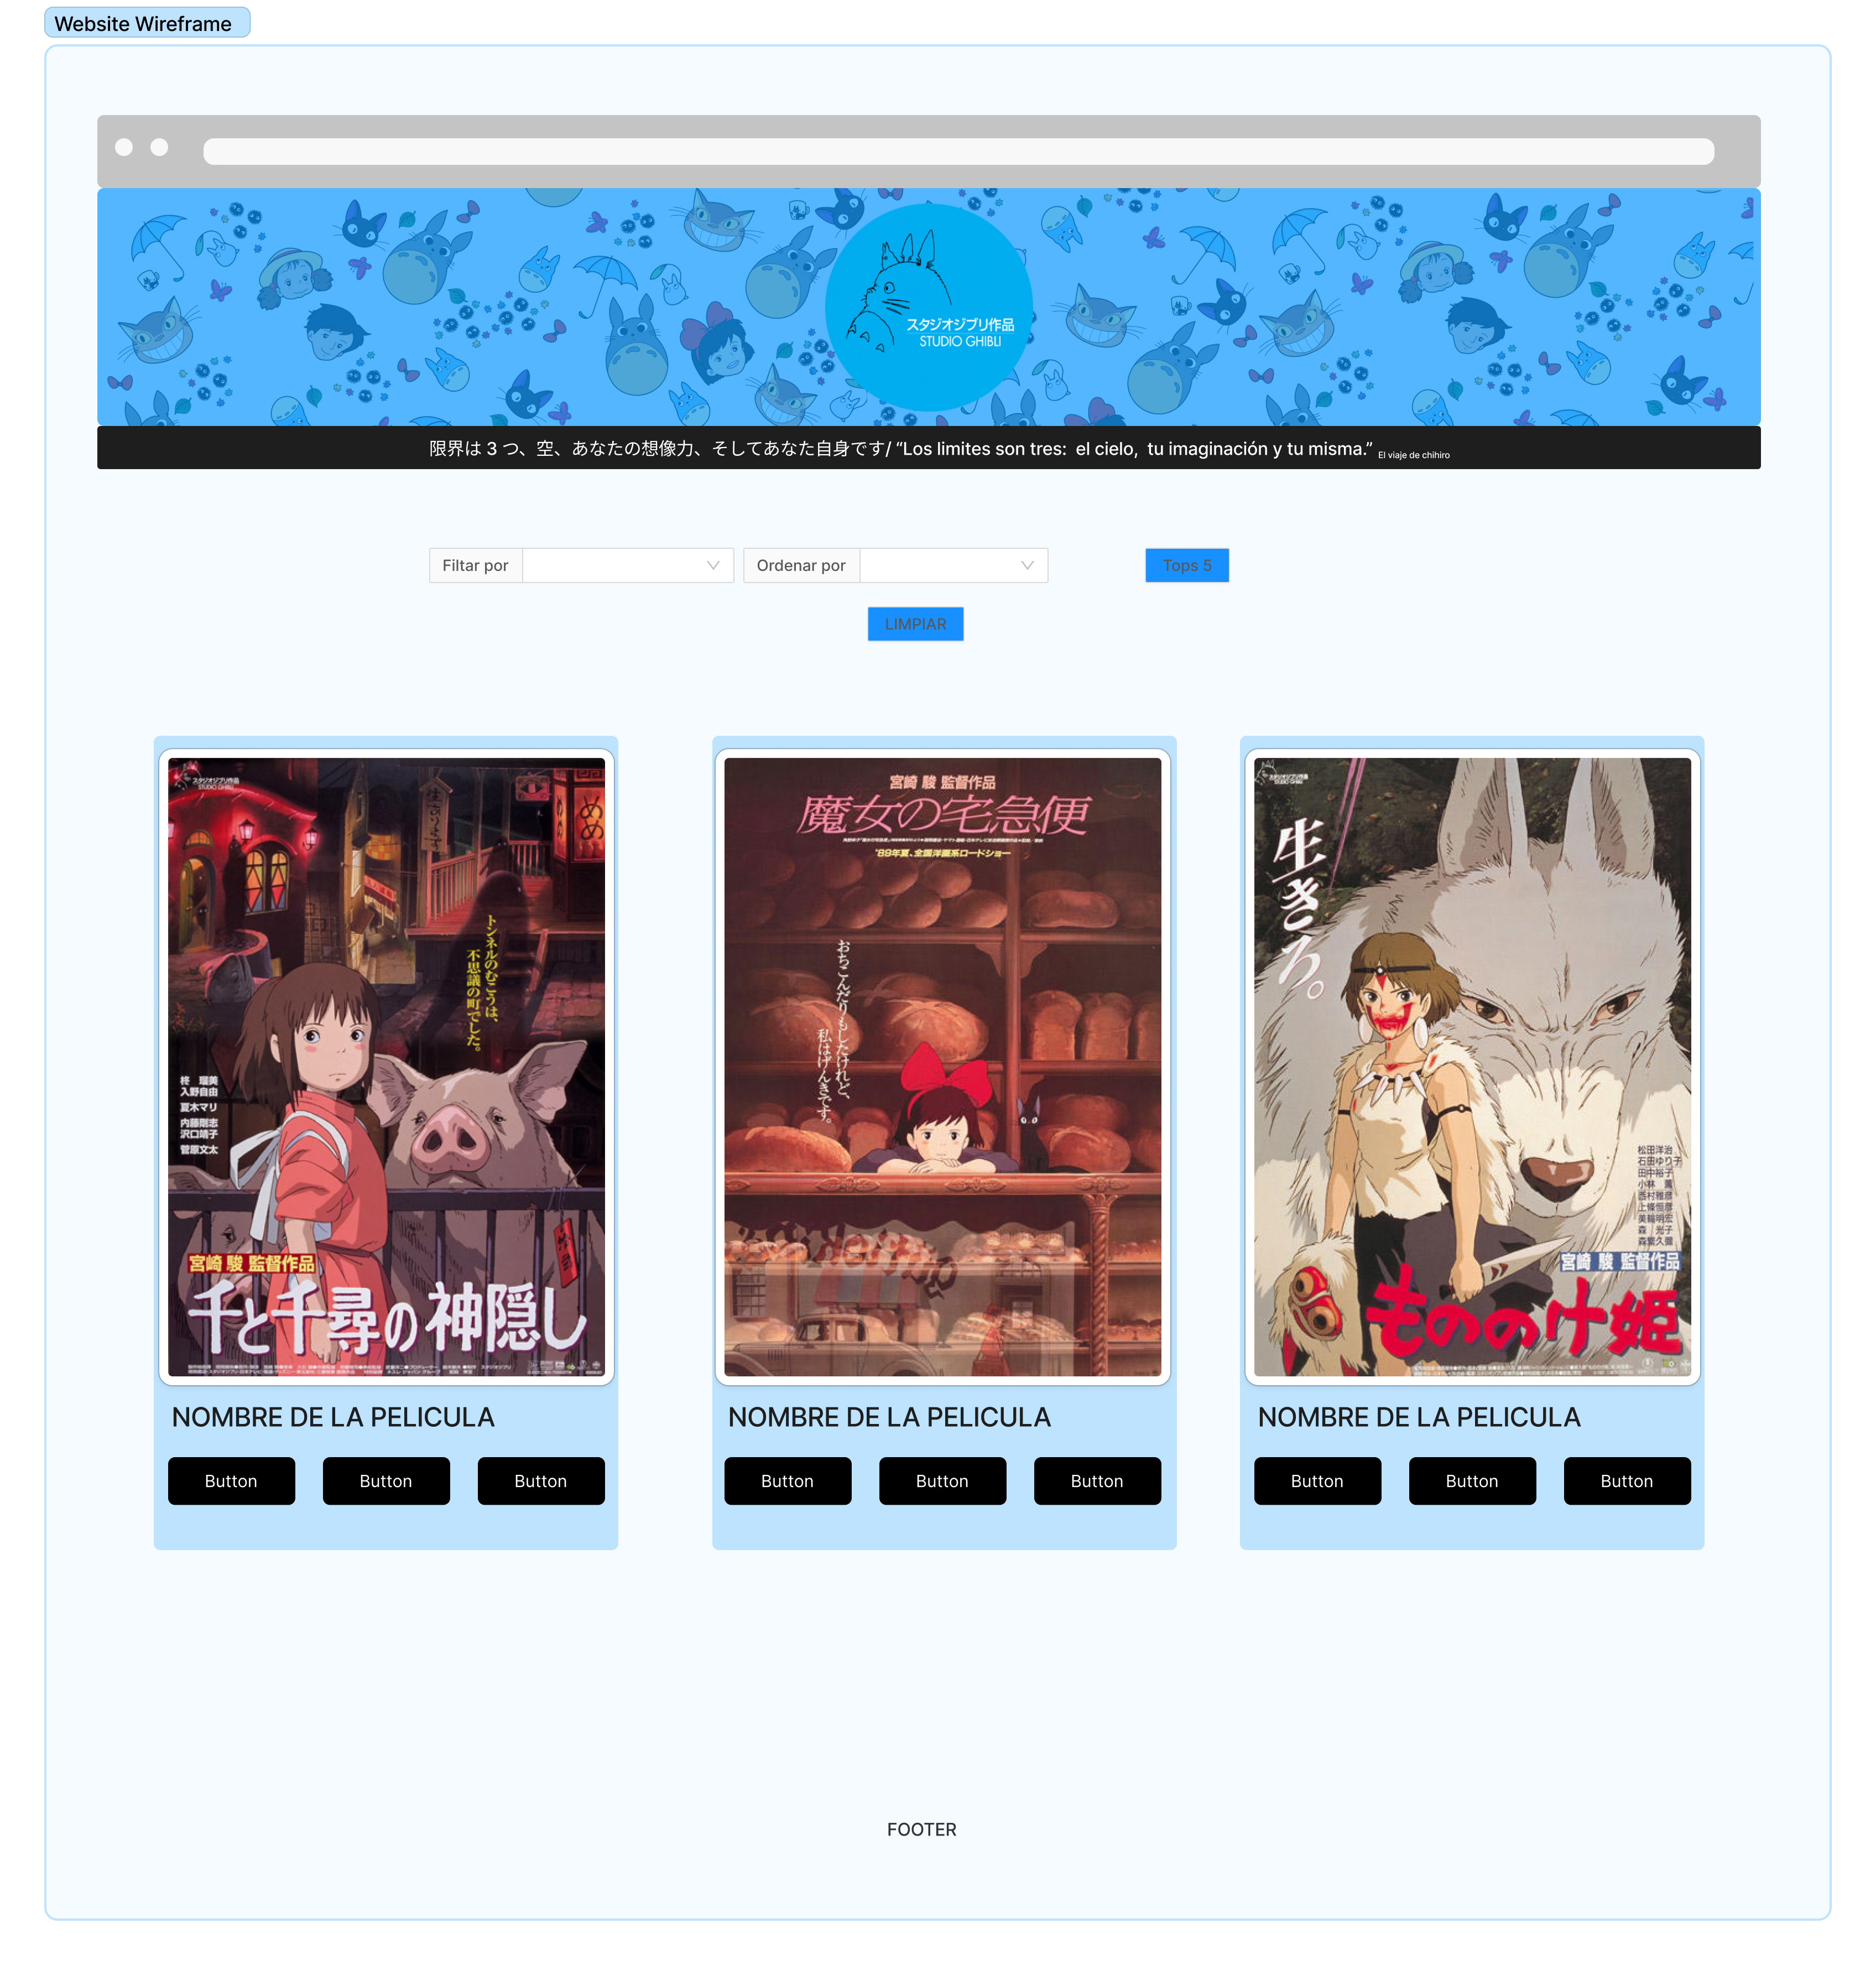 Website Wireframe
スタジオジブリ作品
STUDIO GHIBLI
限界は 3 つ、空、あなたの想像力、そしてあなた自身です/ “Los limites son tres:  el cielo,  tu imaginación y tu misma.” El viaje de chihiro
Filtar por
Ordenar por
Tops 5
LIMPIAR
スタジオジブリ作品
STUDIO GHIBLI
トンネルのむこうは、
不思議の町でした。
柊 瑠美
入野自由
夏木マリ
内藤剛志
沢口靖子
菅原文太
宮崎 駿 監督作品
千と千尋の神隠し
NOMBRE DE LA PELICULA
Button
Button
Button
宮崎 駿 監督作品
魔女の宅急便
'89年夏、全国洋画系ロードショー
おちこんだりもしたけれど、
私はげんきです。
NOMBRE DE LA PELICULA
Button
Button
Button
スタジオジブリ作品
STUDIO GHIBLI
生きろ。
松田洋治
石田ゆり子
田中裕子
小林 薫
西村雅彦
上條恒彦
美輪明宏
森 光子
森繁久彌
宮崎 駿 監督作品
もののけ姫
NOMBRE DE LA PELICULA
Button
Button
Button
FOOTER